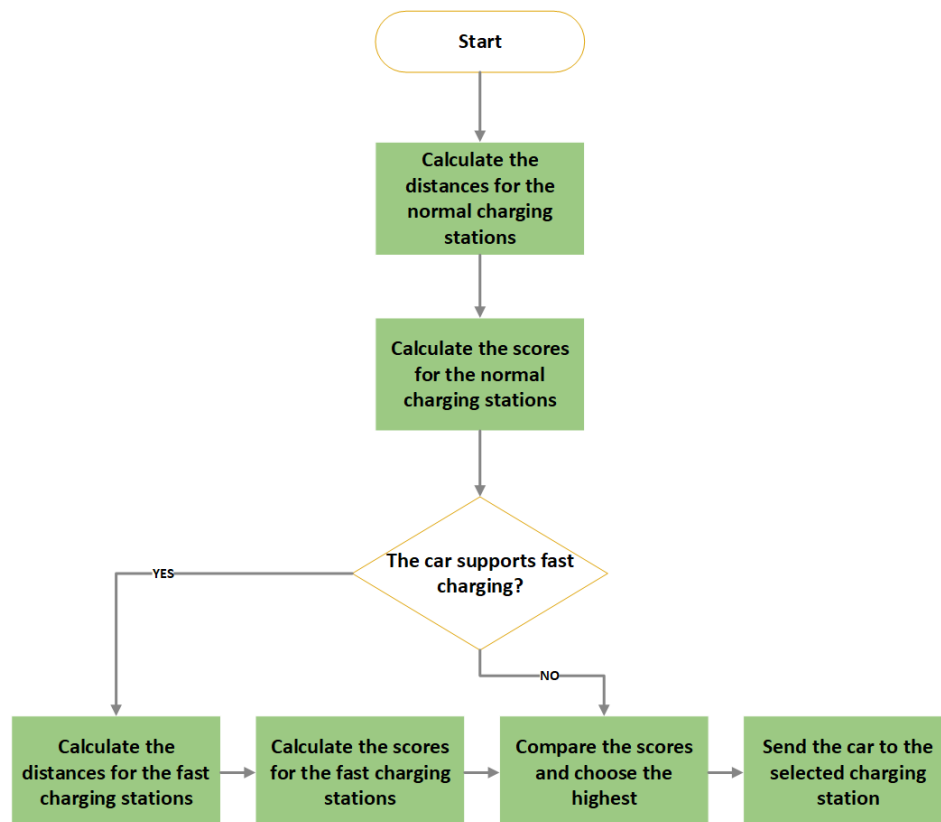 Start
Calculate the
distances for the
normal charging
stations
Calculate the scores
for the normal
charging stations
The car supports fast
charging?
YES
NO
Calculate the
distances for the fast
charging stations
Calculate the scores
for the fast charging
stations
Compare the scores
and choose the
highest
Send the car to the
selected charging
station